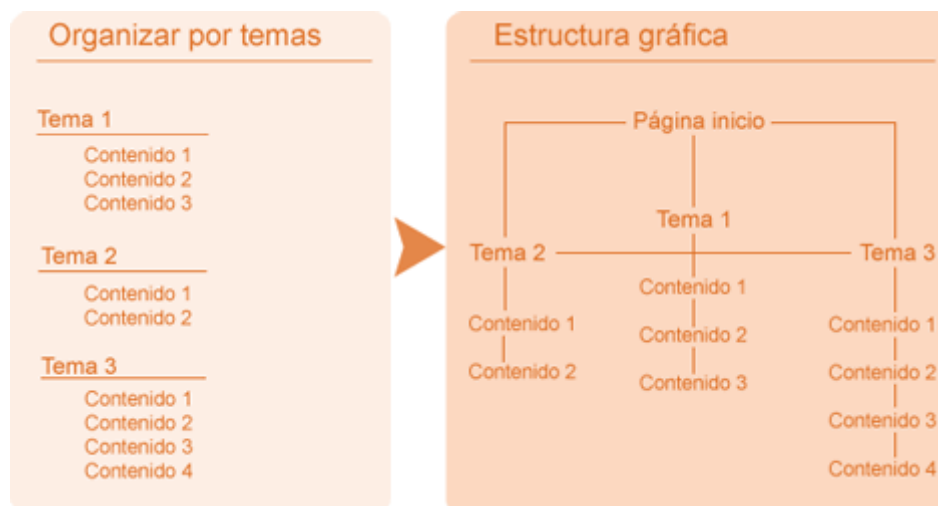 Organizar por temas
Tema 1
Contenido 1
Contenido 2
Contenido 3
Tema 2
Contenido 1
Contenido 2
Tema 3
Contenido 1
Contenido 2
Contenido 3
Contenido 4
Estructura gráfica
Página inicio
Tema 1
Tema 2
Tema 3
Contenido 1
Contenido 2
Contenido 1
Contenido 2
Contenido 3
Contenido 1
Contenido 2
Contenido 3
Contenido 4